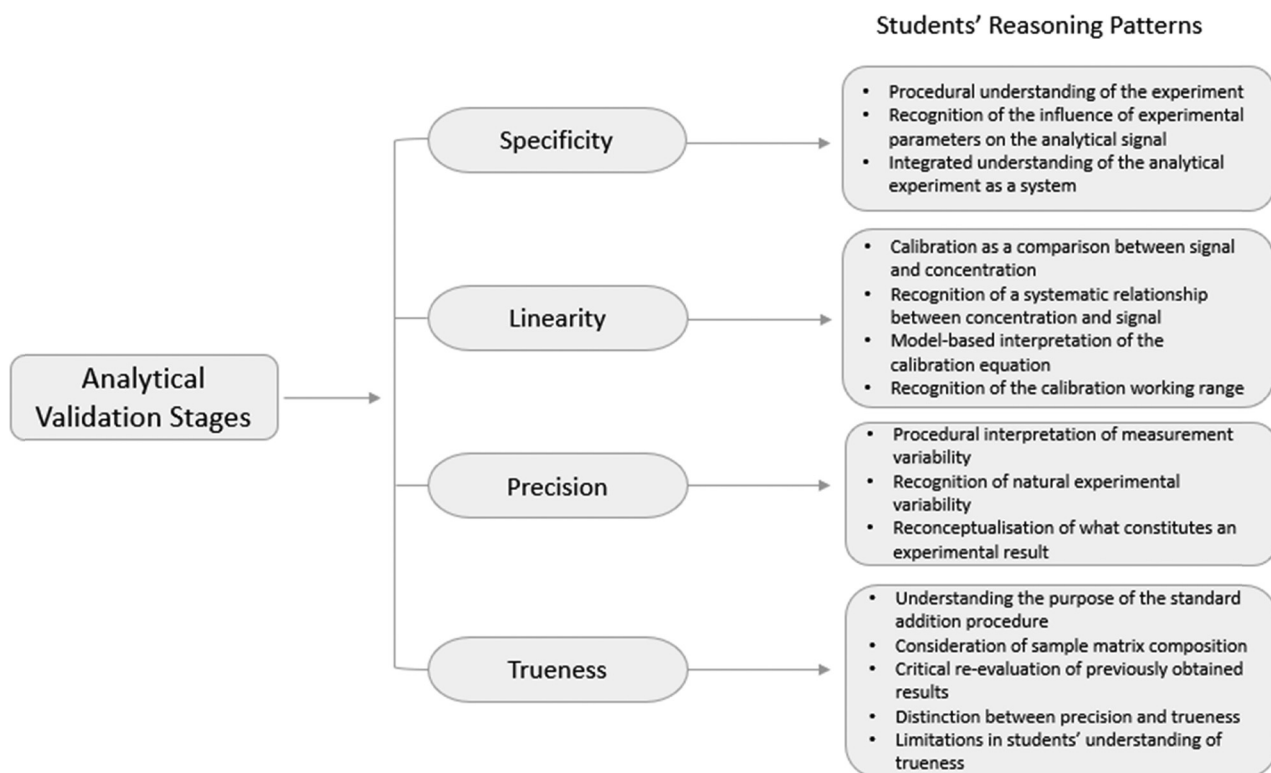 Students' Reasoning Patterns
Analytical
Validation Stages
Specificity
• Procedural understanding of the experiment
• Recognition of the influence of experimental
parameters on the analytical signal
• Integrated understanding of the analytical
experiment as a system
Linearity
• Calibration as a comparison between signal
and concentration
• Recognition of a systematic relationship
between concentration and signal
• Model-based interpretation of the
calibration equation
• Recognition of the calibration working range
Precision
• Procedural interpretation of measurement
variability
• Recognition of natural experimental
variability
• Reconceptualisation of what constitutes an
experimental result
Trueness
• Understanding the purpose of the standard
addition procedure
• Consideration of sample matrix composition
• Critical re-evaluation of previously obtained
results
• Distinction between precision and trueness
• Limitations in students' understanding of
trueness